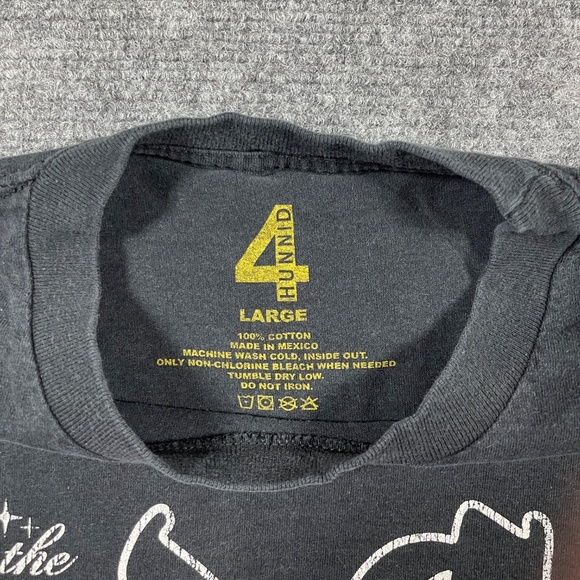 4
HUNNID
LARGE
100% COTTON
MADE IN MEXICO
MACHINE WASH COLD, INSIDE OUT.
ONLY NON-CHLORINE BLEACH WHEN NEEDED
TUMBLE DRY LOW.
DO NOT IRON.
the